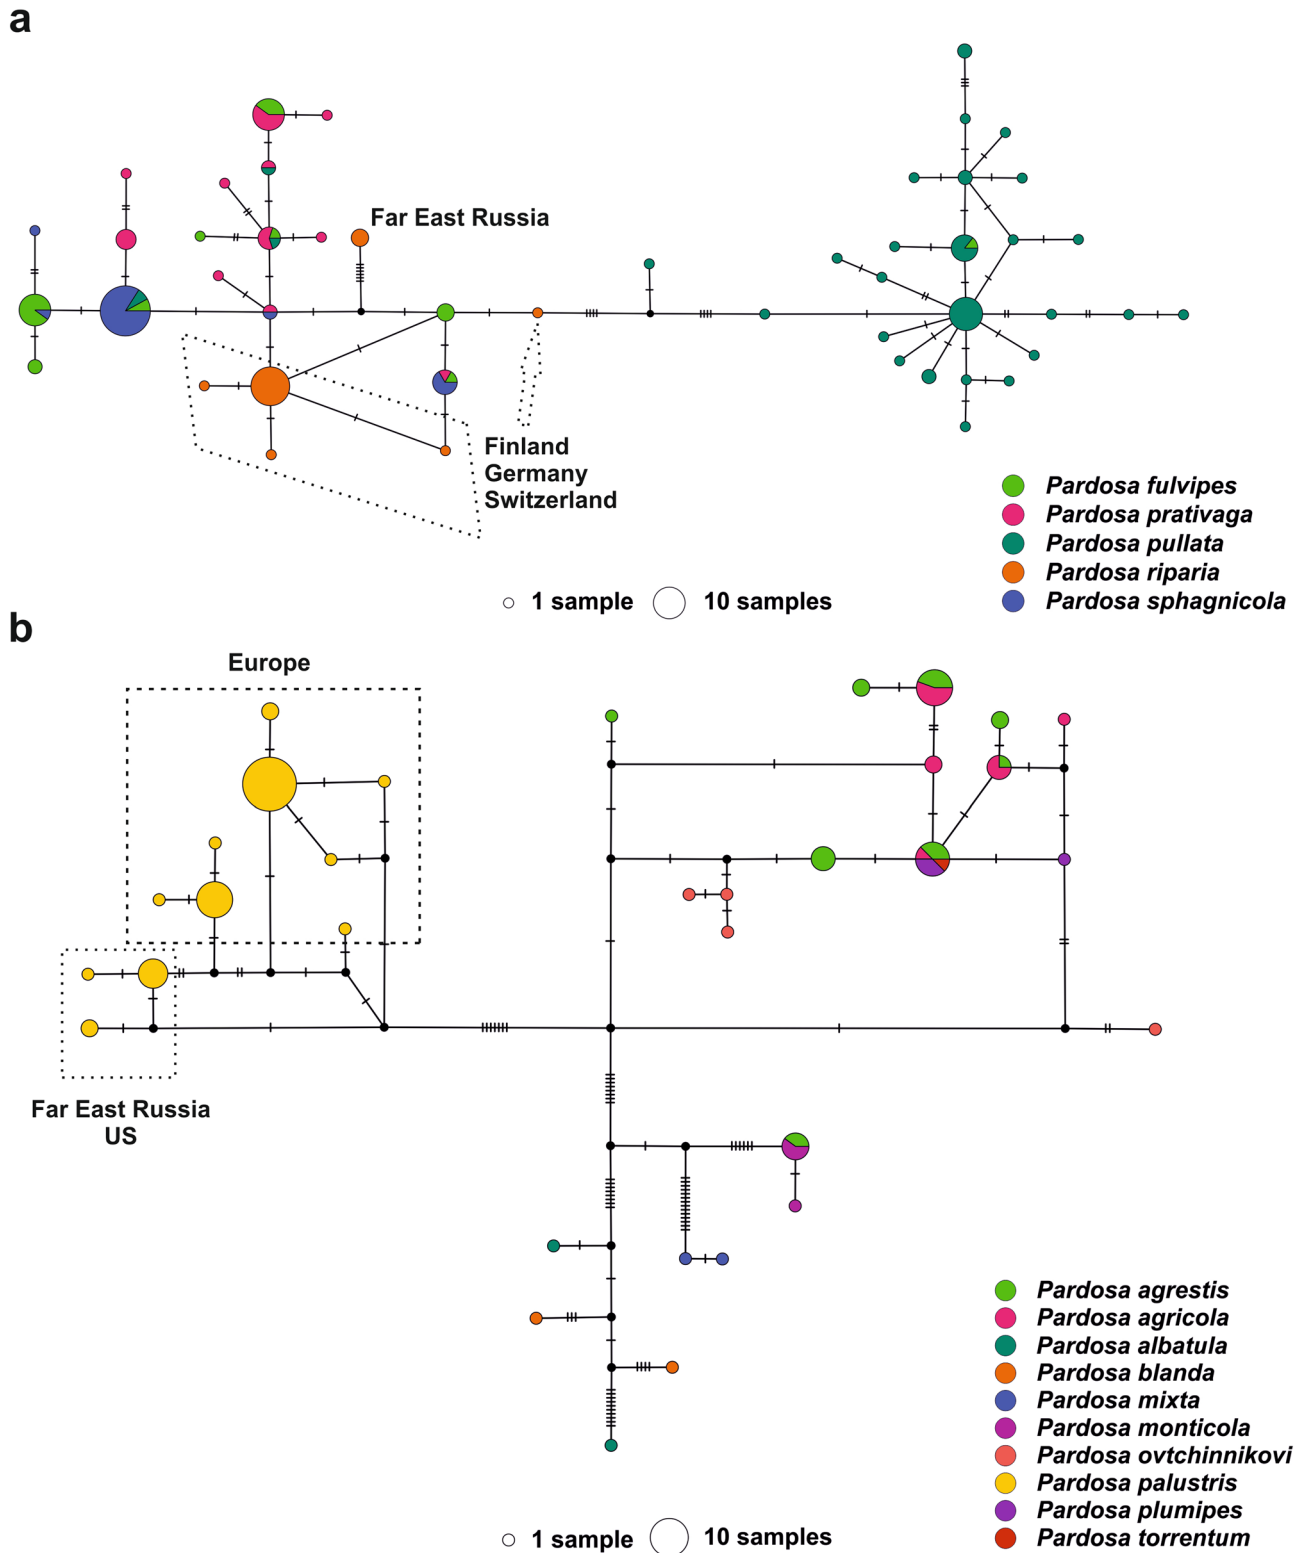 a
Far East Russia
Finland
Germany
Switzerland
Pardosa fulvipes
Pardosa prativaga
Pardosa pullata
Pardosa riparia
Pardosa sphagnicola
1 sample 10 samples
b
Europe
Far East Russia
US
Pardosa agrestis
Pardosa agricola
Pardosa albatula
Pardosa blanda
Pardosa mixta
Pardosa monticola
Pardosa ovtchinnikovi
Pardosa palustris
Pardosa plumipes
Pardosa torrentum
1 sample 10 samples